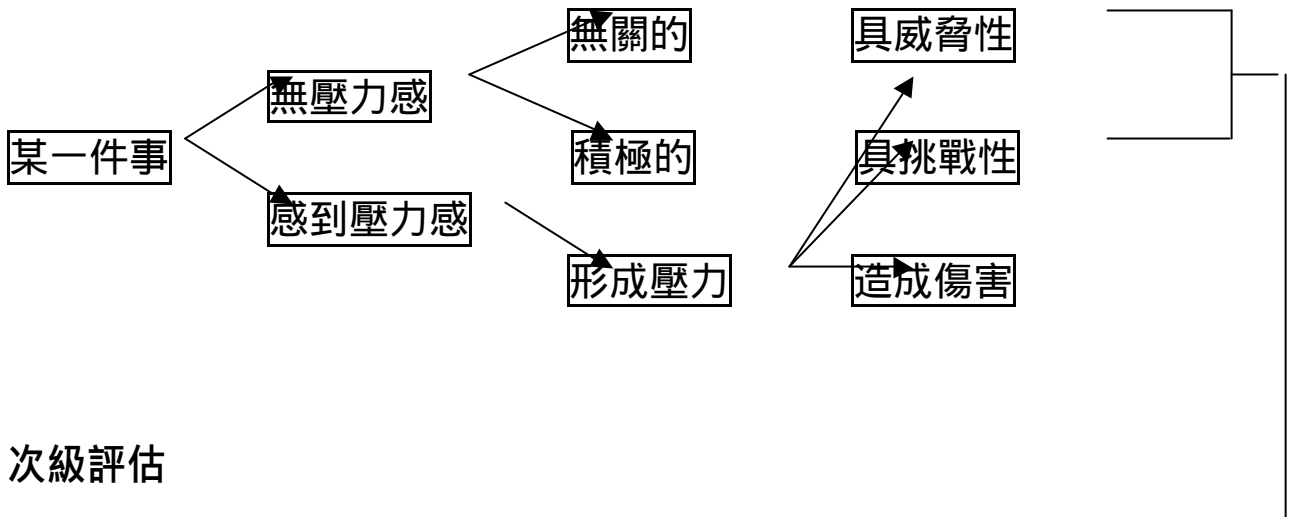 無關的 具威脅性
無壓力感
某一件事 積極的 具挑戰性
感到壓力感
形成壓力 造成傷害
次級評估